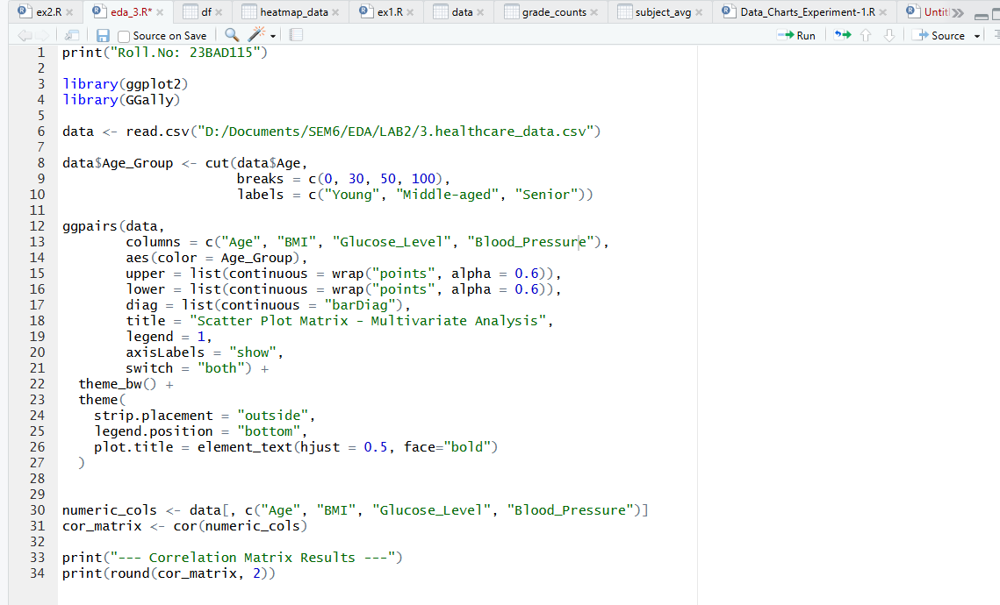 ex2.R eda_3.R* df heatmap_data ex1.R data grade_counts subject_avg Data_Charts_Experiment-1.R Untit
Source on Save Run Source
1 print("Roll.No: 23BAD115")
2
3 library(ggplot2)
4 library(GGally)
5
6 data <- read.csv("D:/Documents/SEM6/EDA/LAB2/3.healthcare_data.csv")
7
8 data$Age_Group <- cut(data$Age,
9 breaks = c(0, 30, 50, 100),
10 labels = c("Young", "Middle-aged", "Senior"))
11
12 ggpairs(data,
13 columns = c("Age", "BMI", "Glucose_Level", "Blood_Pressure"),
14 aes(color = Age_Group),
15 upper = list(continuous = wrap("points", alpha = 0.6)),
16 lower = list(continuous = wrap("points", alpha = 0.6)),
17 diag = list(continuous = "barDiag"),
18 title = "Scatter Plot Matrix - Multivariate Analysis",
19 legend = 1,
20 axisLabels = "show",
21 switch = "both") +
22 theme_bw() +
23 theme(
24 strip.placement = "outside",
25 legend.position = "bottom",
26 plot.title = element_text(hjust = 0.5, face="bold")
27 )
28
29
30 numeric_cols <- data[, c("Age", "BMI", "Glucose_Level", "Blood_Pressure")]
31 cor_matrix <- cor(numeric_cols)
32
33 print("--- Correlation Matrix Results ---")
34 print(round(cor_matrix, 2))